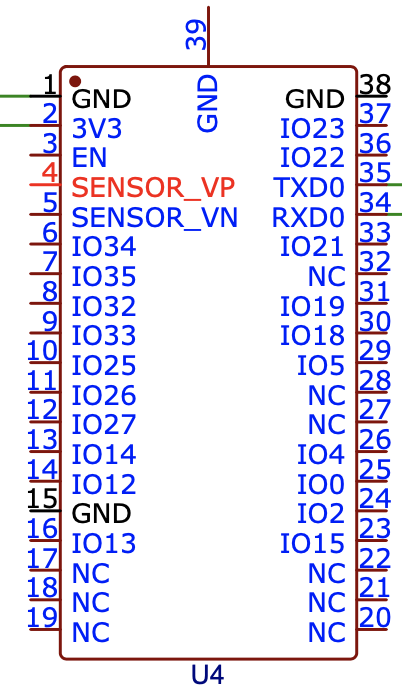 39
GND
1 GND GND 38
2 3V3 IO23 37
3 EN IO22 36
4 SENSOR_VP TXD0 35
5 SENSOR_VN RXD0 34
6 IO34 IO21 33
7 IO35 NC 32
8 IO32 IO19 31
9 IO33 IO18 30
10 IO25 IO5 29
11 IO26 NC 28
12 IO27 NC 27
13 IO14 IO4 26
14 IO12 IO0 25
15 GND IO2 24
16 IO13 IO15 23
17 NC NC 22
18 NC NC 21
19 NC NC 20
U4